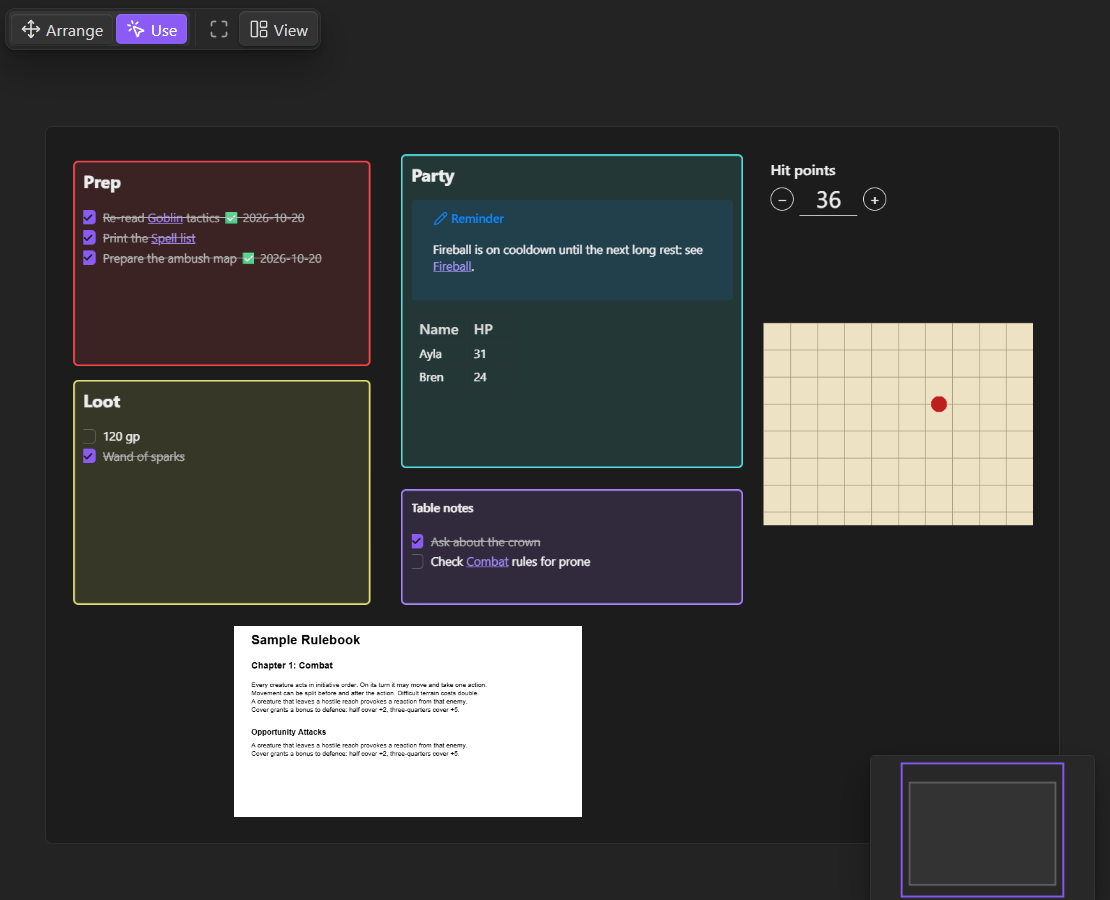 Arrange Use View
Prep
Re-read Goblin tactics ✅ 2026-10-20
Print the Spell list
Prepare the ambush map ✅ 2026-10-20
Loot
120 gp
Wand of sparks
Party
Reminder
Fireball is on cooldown until the next long rest: see
Fireball.
Name HP
Ayla 31
Bren 24
Table notes
Ask about the crown
Check Combat rules for prone
Hit points
− 36 +
Sample Rulebook
Chapter 1: Combat
Every creature acts in initiative order. On its turn it may move and take one action.
Movement can be split before and after the action. Difficult terrain costs double.
A creature that leaves a hostile reach provokes a reaction from that enemy.
Cover grants a bonus to defence: half cover +2, three-quarters cover +5.
Opportunity Attacks
A creature that leaves a hostile reach provokes a reaction from that enemy.
Cover grants a bonus to defence: half cover +2, three-quarters cover +5.